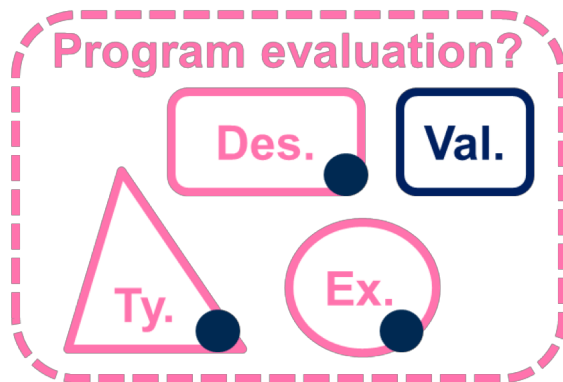 Program evaluation?
Des. Val.
Ty. Ex.